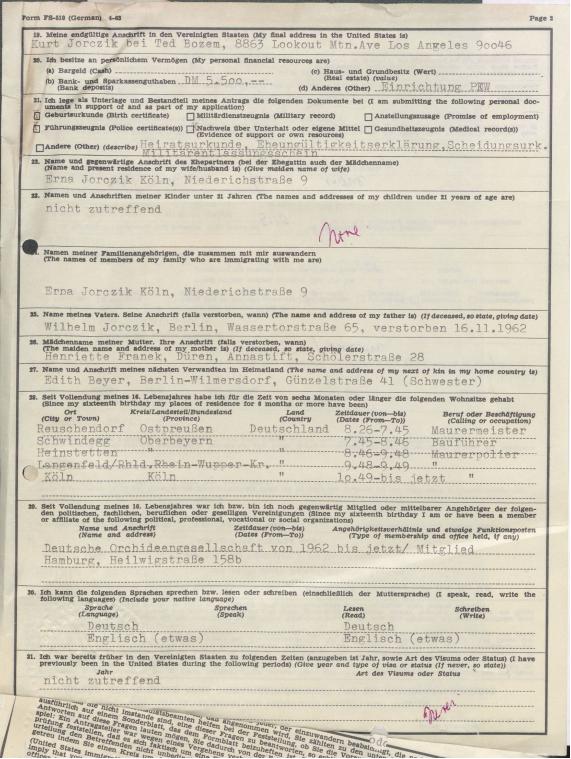 Form FS-510 (German) 4-63
Page 2
19. Meine endgültige Anschrift in den Vereinigten Staaten (My final address in the United States is)
Kurt Jorczik bei Ted Bozem, 8863 Lookout Mtn.Ave Los Angeles 90046
20. Ich besitze an persönlichem Vermögen (My personal financial resources are)
(a) Bargeld (Cash)
(c) Haus- und Grundbesitz (Wert)
Real estate (value)
(b) Bank- und Sparkassenguthaben DM 5.500,--
(Bank deposits)
(d) Anderes (Other) Einrichtung PKW
21. Ich lege als Unterlage und Bestandteil meines Antrags die folgenden Dokumente bei (I am submitting the following personal doc-
uments in support of and as part of my application):
Geburtsurkunde (Birth certificate)
Militärdienstzeugnis (Military record)
Anstellungszusage (Promise of employment)
Führungszeugnis (Police certificate(s))
Nachweis über Unterhalt oder eigene Mittel
(Evidence of support or own resources)
Gesundheitszeugnis (Medical record(s))
Andere (Other) (describe) Heiratsurkunde, Eheungültigkeitserklärung, Scheidungsurk.
Militärentlassungsschein
22. Name und gegenwärtige Anschrift des Ehepartners (bei der Ehegattin auch der Mädchenname)
(Name and present residence of my wife/husband is) (Give maiden name of wife)
Erna Jorczik Köln, Niederichstraße 9
23. Namen und Anschriften meiner Kinder unter 21 Jahren (The names and addresses of my children under 21 years of age are)
nicht zutreffend
None
24. Namen meiner Familienangehörigen, die zusammen mit mir auswandern
(The names of members of my family who are immigrating with me are)
Erna Jorczik Köln, Niederichstraße 9
25. Name meines Vaters. Seine Anschrift (falls verstorben, wann) (The name and address of my father is) (If deceased, so state, giving date)
Wilhelm Jorczik, Berlin, Wassertorstraße 65, verstorben 16.11.1962
26. Mädchenname meiner Mutter. Ihre Anschrift (falls verstorben, wann)
(The maiden name and address of my mother is) (If deceased, so state, giving date)
Henriette Franek, Düren, Annastift, Schölerstraße 28
27. Name und Anschrift meines nächsten Verwandten im Heimatland (The name and address of my next of kin in my home country is)
Edith Beyer, Berlin-Wilmersdorf, Günzelstraße 41 (Schwester)
28. Seit Vollendung meines 16. Lebensjahres habe ich für die Zeit von sechs Monaten oder länger die folgenden Wohnsitze gehabt
(Since my sixteenth birthday my places of residence for 6 months or more have been)
Ort Kreis/Landesteil/Bundesland Land Zeitdauer (von—bis) Beruf oder Beschäftigung
(City or Town) (Province) (Country (Dates (From—To)) (Calling or occupation)
Reuschendorf Ostpreußen Deutschland 8.26-7.45 Maurermeister
Schwindegg Oberbeyern " 7.45-8.46 Bauführer
Heinstetten " 8.46-9.48 Maurerpolier
Langenfeld/Rhld.Rhein-Wupper-Kr. " 9.48-9.49 "
Köln Köln " 10.49-bis jetzt "
29. Seit Vollendung meines 16. Lebensjahres war ich bzw. bin ich noch gegenwärtig Mitglied oder mittelbarer Angehöriger der folgen-
den politischen, fachlichen, beruflichen oder geselligen Vereinigungen (Since my sixteenth birthday I am or have been a member
or affiliate of the following political, professional, vocational or social organizations)
Name und Anschrift Zeitdauer (von—bis) Angehörigkeitsverhältnis und etwaige Funktionsposten
(Name and address) (Dates (From—To)) (Type of membership and office held, if any)
Deutsche Orchideengesellschaft von 1962 bis jetzt/ Mitglied
Hamburg, Heilwigstraße 158b
30. Ich kann die folgenden Sprachen sprechen bzw. lesen oder schreiben (einschließlich der Muttersprache) (I speak, read, write the
following languages) (Include your native language)
Sprache Sprechen Lesen Schreiben
(Language) (Speak) (Read) (Write)
Deutsch Deutsch
Englisch (etwas) Englisch (etwas)
31. Ich war bereits früher in den Vereinigten Staaten zu folgenden Zeiten (anzugeben ist Jahr, sowie Art des Visums oder Status) (I have
previously been in the United States during the following periods) (Give year and type of visa or status (If never, so state))
Jahr Art des Visums oder Status
nicht zutreffend
never